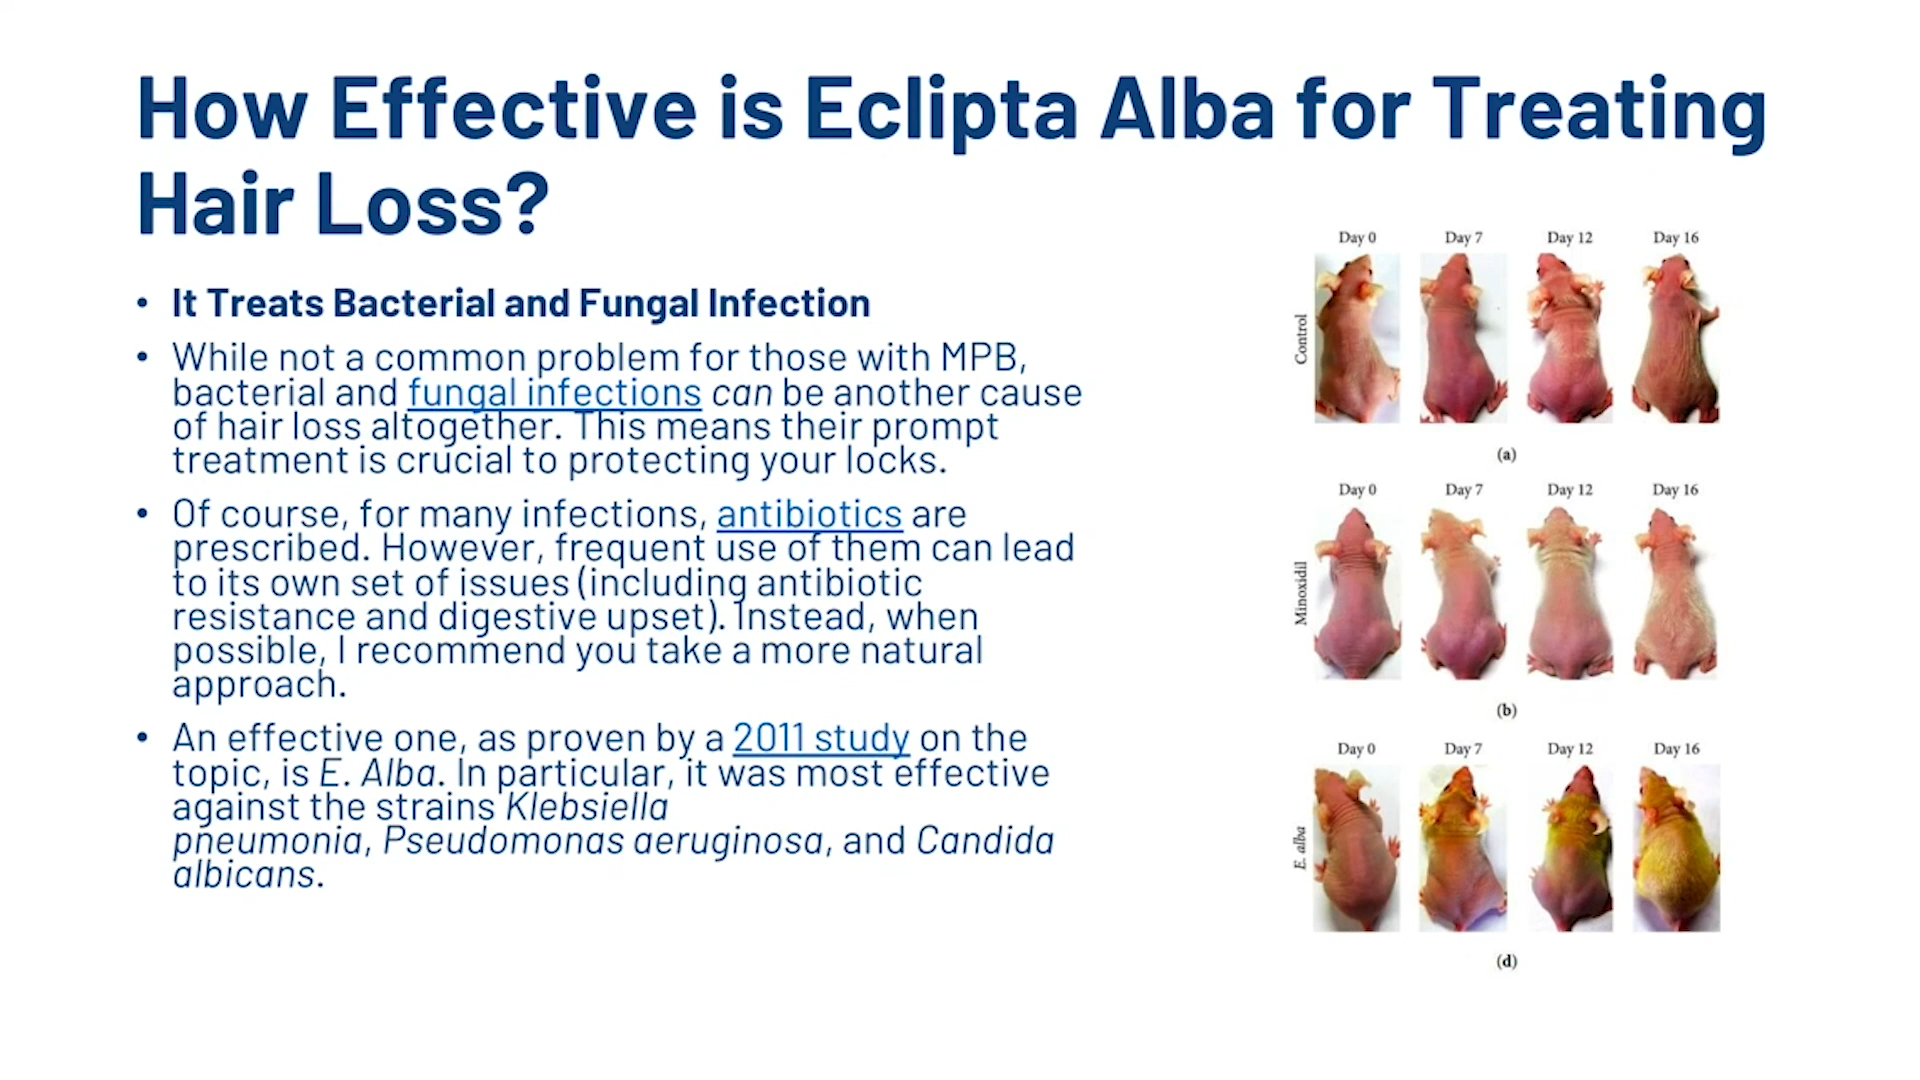 How Effective is Eclipta Alba for Treating
Hair Loss?
• It Treats Bacterial and Fungal Infection
• While not a common problem for those with MPB,
bacterial and fungal infections can be another cause
of hair loss altogether. This means their prompt
treatment is crucial to protecting your locks.
• Of course, for many infections, antibiotics are
prescribed. However, frequent use of them can lead
to its own set of issues (including antibiotic
resistance and digestive upset). Instead, when
possible, I recommend you take a more natural
approach.
• An effective one, as proven by a 2011 study on the
topic, is E. Alba. In particular, it was most effective
against the strains Klebsiella
pneumonia, Pseudomonas aeruginosa, and Candida
albicans.
Day 0 Day 7 Day 12 Day 16
Control
(a)
Day 0 Day 7 Day 12 Day 16
Minoxidil
(b)
Day 0 Day 7 Day 12 Day 16
E. alba
(d)